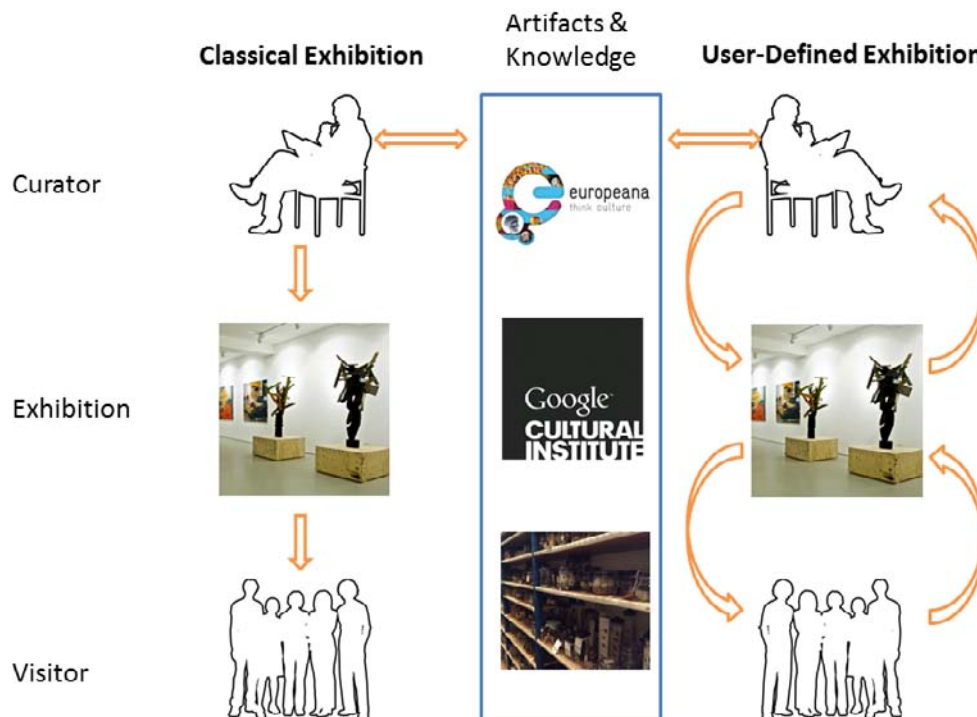 Artifacts &
Knowledge
Classical Exhibition
User-Defined Exhibition
Curator
europeana
think culture
Exhibition
Google
CULTURAL
INSTITUTE
Visitor